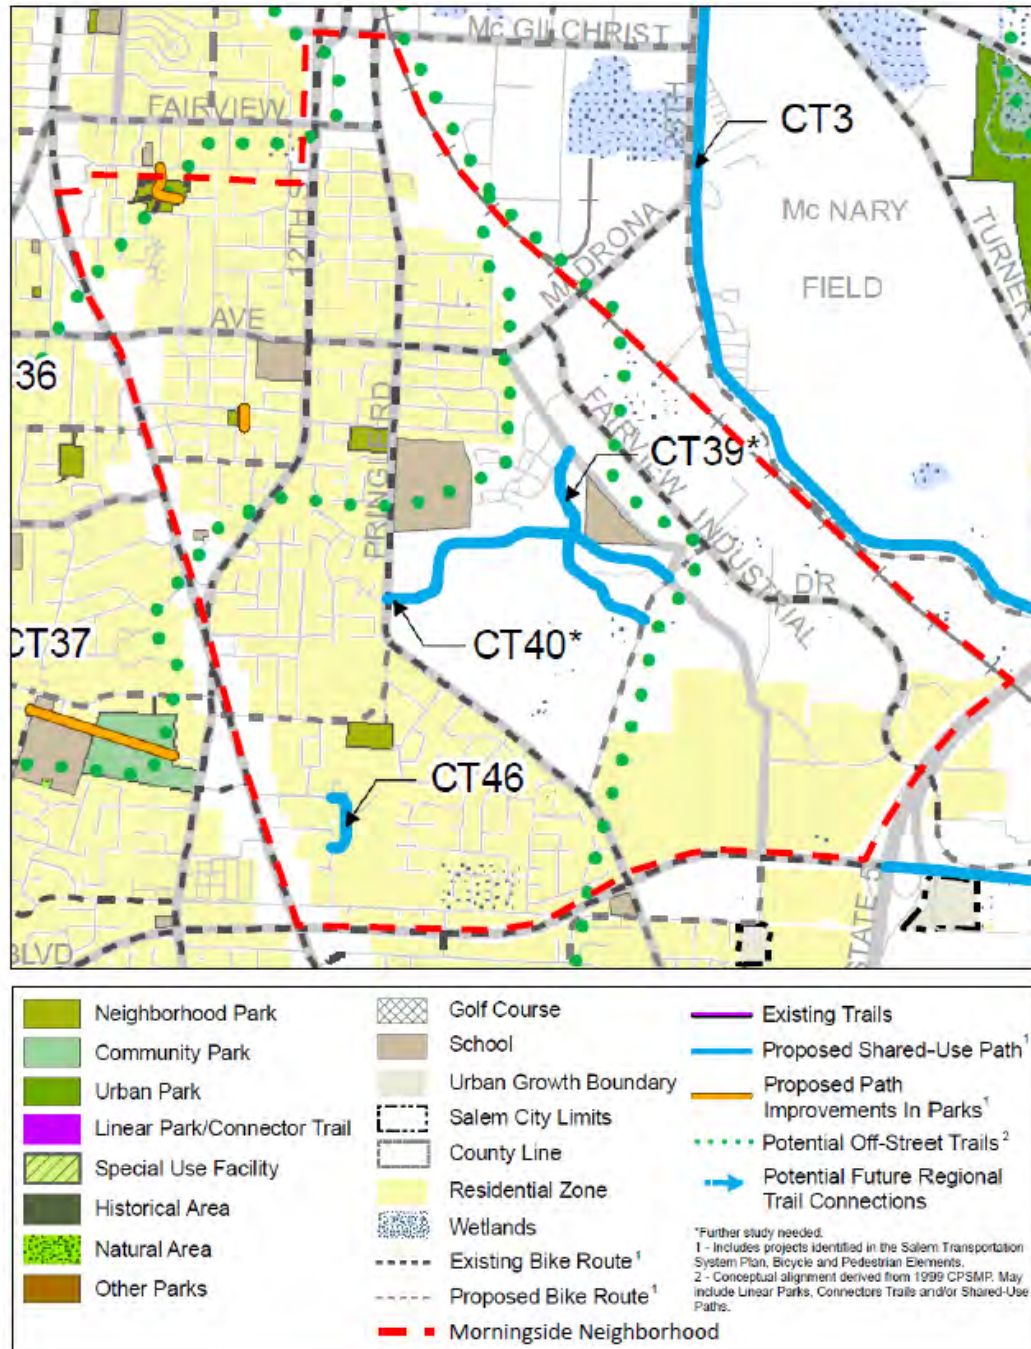 Mc GILCHRIST
FAIRVIEW
25TH
CT3
12TH ST
MADRONA
Mc NARY
FIELD
TURNER
AVE
36
PRINGLE RD
FAIRVIEW INDUSTRIAL DR
CT39*
CT40*
CT37
CT46
BLVD
STATE 5
Neighborhood Park
Community Park
Urban Park
Linear Park/Connector Trail
Special Use Facility
Historical Area
Natural Area
Other Parks
Golf Course
School
Urban Growth Boundary
Salem City Limits
County Line
Residential Zone
Wetlands
Existing Bike Route1
Proposed Bike Route1
Morningside Neighborhood
Existing Trails
Proposed Shared-Use Path1
Proposed Path
Improvements In Parks1
Potential Off-Street Trails2
Potential Future Regional
Trail Connections
*Further study needed.
1 - Includes projects identified in the Salem Transportation
System Plan, Bicycle and Pedestrian Elements.
2 - Conceptual alignment derived from 1999 CPSMP. May
include Linear Parks, Connectors Trails and/or Shared-Use
Paths.